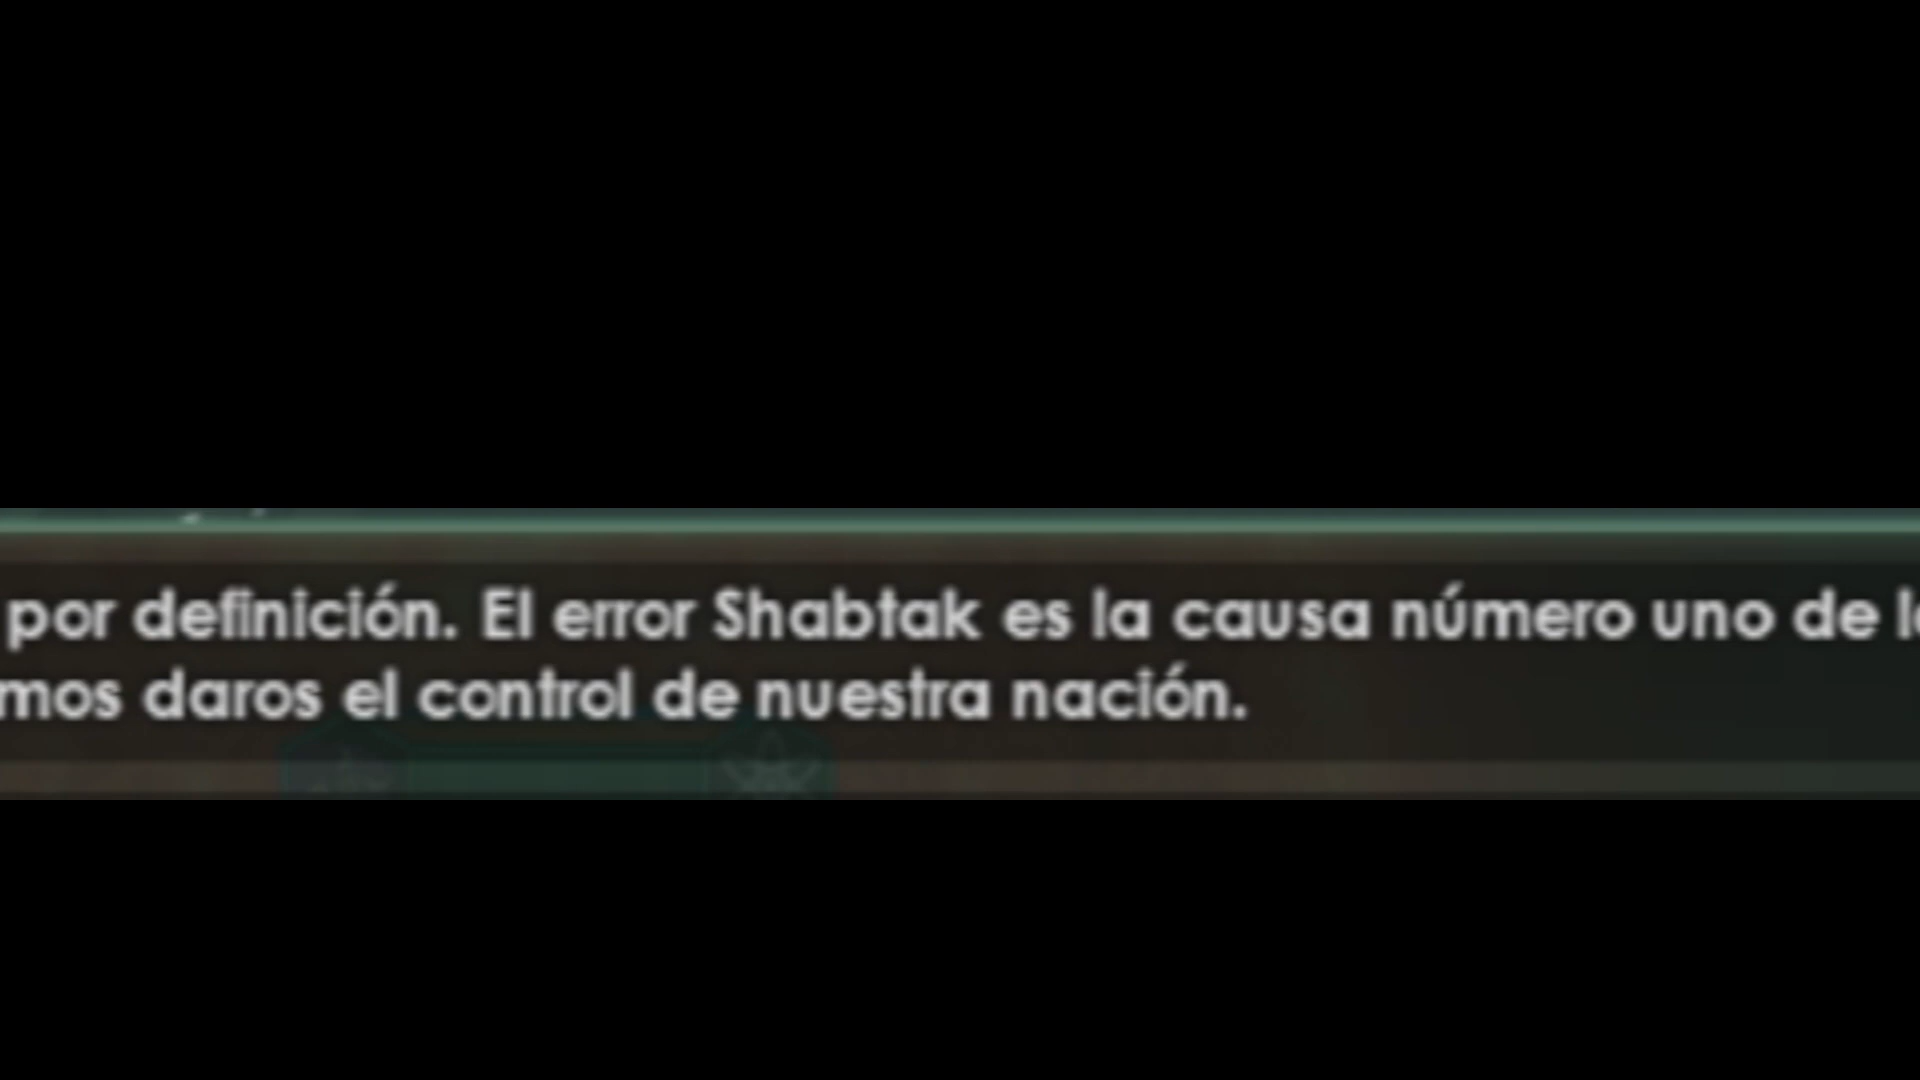 por definición. El error Shabtak es la causa número uno de
mos daros el control de nuestra nación.